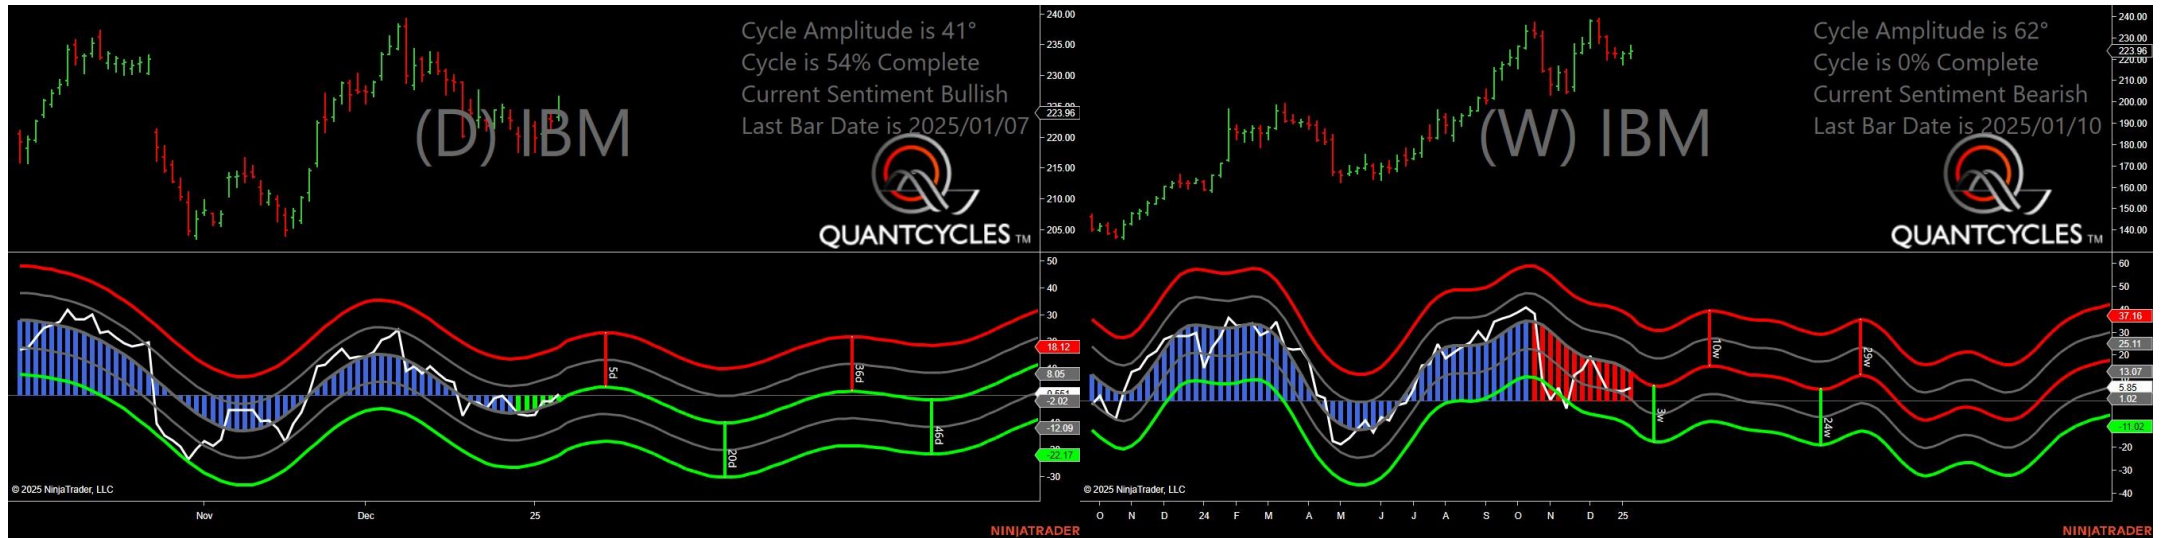 Cycle Amplitude is 41°
Cycle is 54% Complete
Current Sentiment Bullish
Last Bar Date is 2025/01/07
(D) IBM
QUANTCYCLES TM
240.00
235.00
230.00
225.00
223.96
220.00
215.00
210.00
205.00
50
40
30
18.12
8.05
0.551
-2.02
-12.09
-22.17
-30
5d
20d
36d
46d
© 2025 NinjaTrader, LLC
Nov
Dec
25
NINJATRADER
Cycle Amplitude is 62°
Cycle is 0% Complete
Current Sentiment Bearish
Last Bar Date is 2025/01/10
(W) IBM
QUANTCYCLES TM
240.00
230.00
223.96
220.00
210.00
200.00
190.00
180.00
170.00
160.00
150.00
140.00
60
50
37.16
30
25.11
20
13.07
5.85
1.02
-11.02
-20
-30
-40
3w
10w
24w
29w
© 2025 NinjaTrader, LLC
O N D 24 F M A M J J A S O N D 25
NINJATRADER